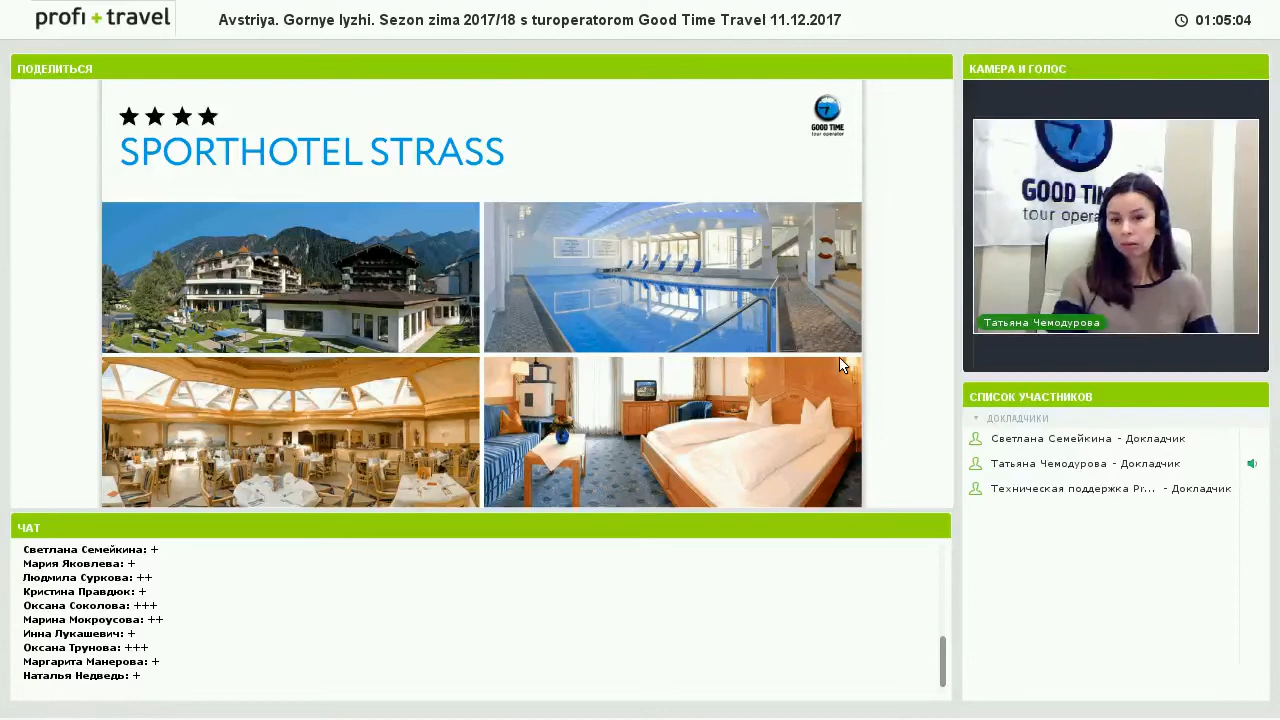 profi + travel
Avstriya. Gornye lyzhi. Sezon zima 2017/18 s turoperatorom Good Time Travel 11.12.2017
01:05:04
ПОДЕЛИТЬСЯ
SPORTHOTEL STRASS
GOOD TIME
tour operator
КАМЕРА И ГОЛОС
GOOD TIM
tour opera
Татьяна Чемодурова
СПИСОК УЧАСТНИКОВ
ДОКЛАДЧИКИ
Светлана Семейкина - Докладчик
Татьяна Чемодурова - Докладчик
Техническая поддержка Pr... - Докладчик
ЧАТ
Светлана Семейкина: +
Мария Яковлева: +
Людмила Суркова: ++
Кристина Правдюк: +
Оксана Соколова: +++
Марина Мокроусова: ++
Инна Лукашевич: +
Оксана Трунова: +++
Маргарита Манерова: +
Наталья Недведь: +